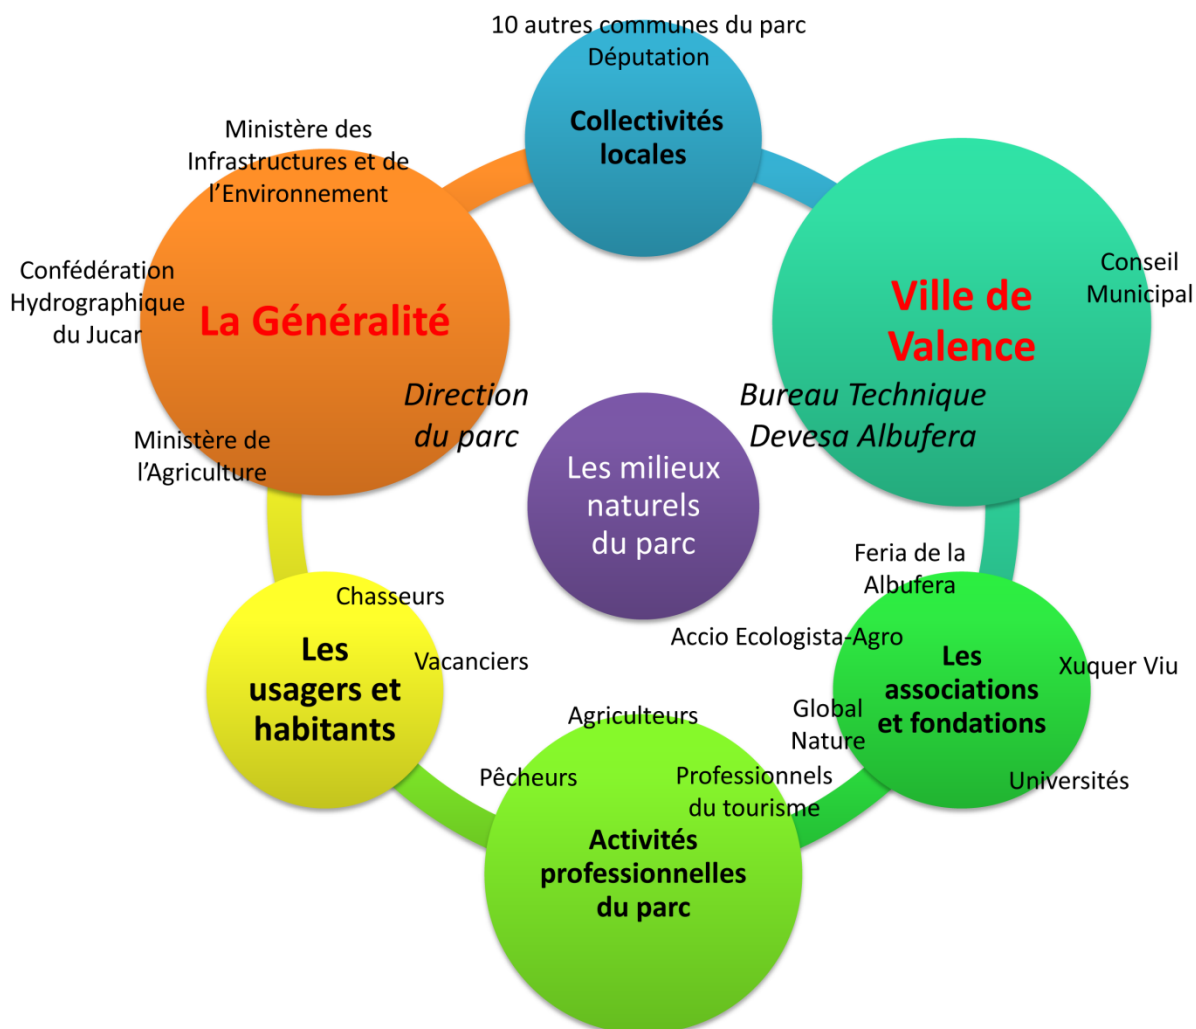 10 autres communes du parc
Députation
Collectivités
locales
Ministère des
Infrastructures et de
l’Environnement
Confédération
Hydrographique
du Jucar
La Généralité
Ministère de
l’Agriculture
Direction
du parc
Ville de
Valence
Conseil
Municipal
Bureau Technique
Devesa Albufera
Les milieux
naturels
du parc
Feria de la
Albufera
Accio Ecologista-Agro
Les
associations
et fondations
Xuquer Viu
Global
Nature
Universités
Chasseurs
Les
usagers et
habitants
Vacanciers
Agriculteurs
Pêcheurs
Professionnels
du tourisme
Activités
professionnelles
du parc